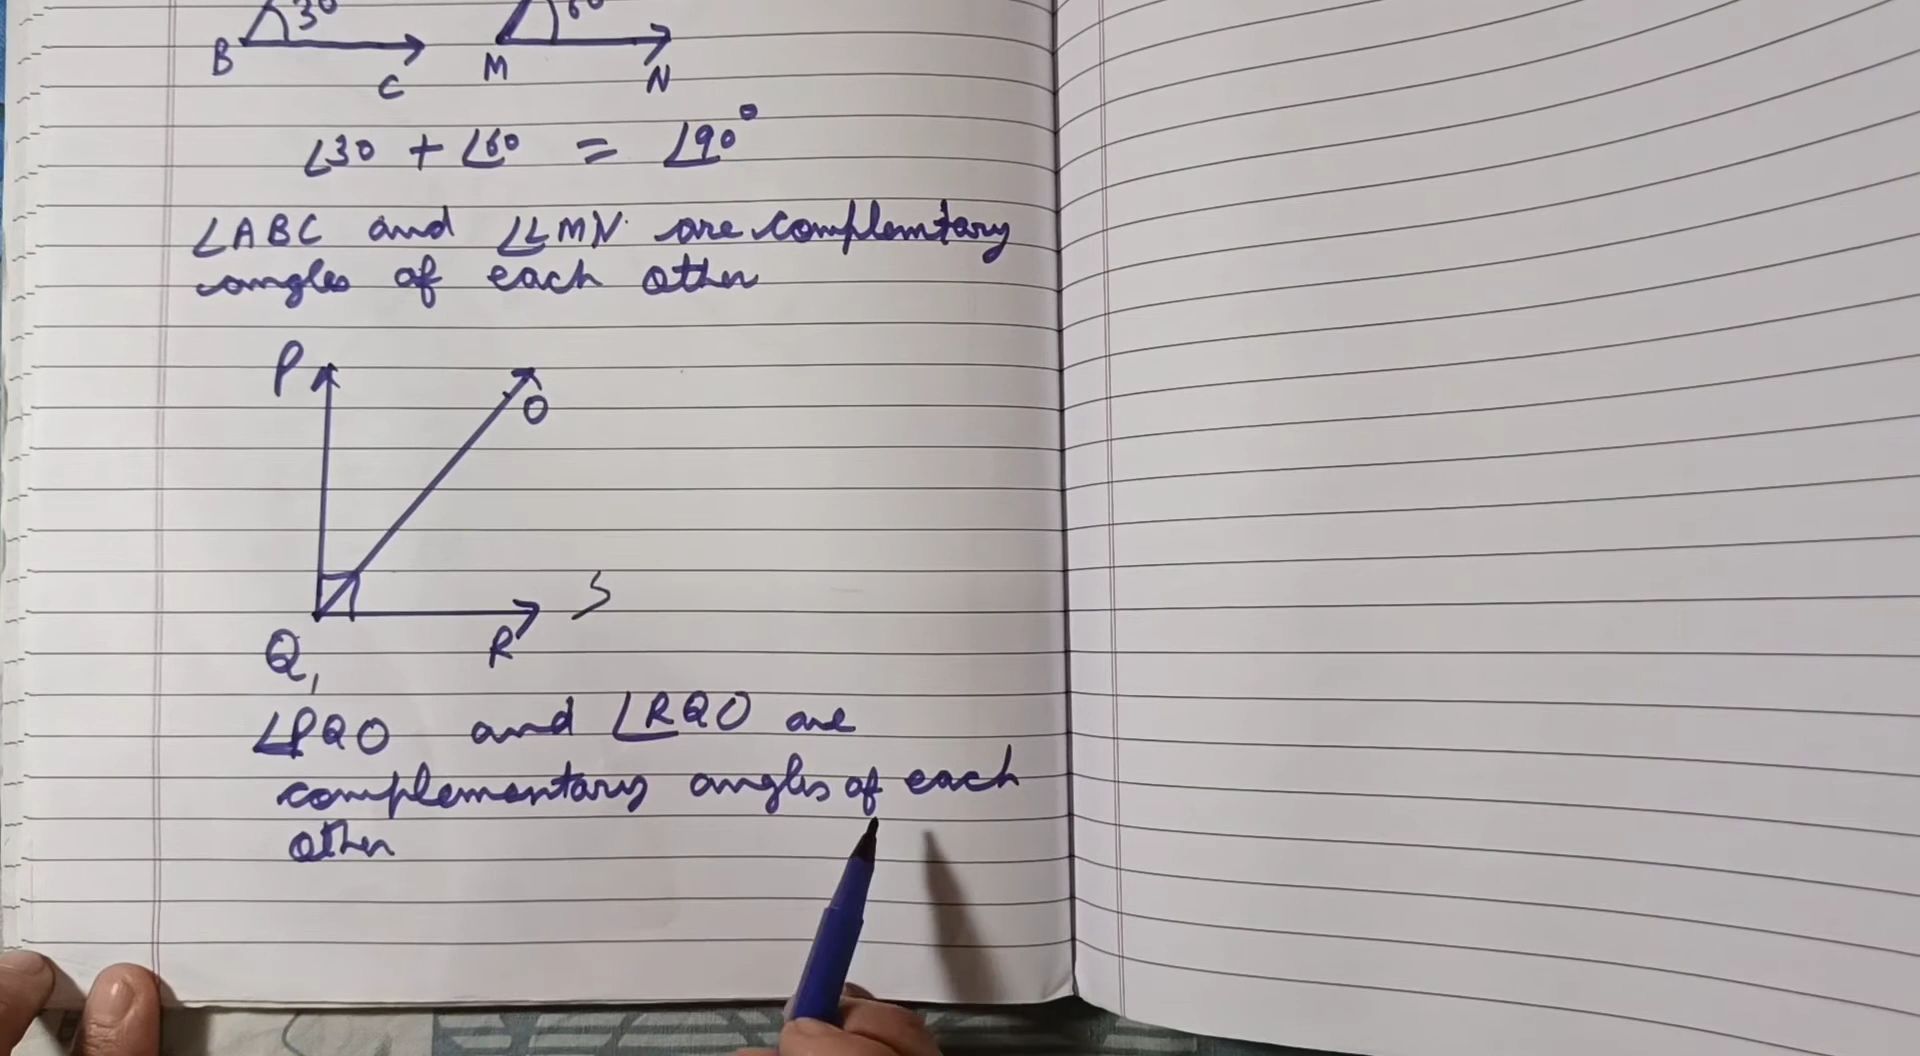 30
60
B
C
M
N
∠30 + ∠60 = ∠90°
∠ABC and ∠LMN are complemtary
angles of each other
P
O
S
Q
R
∠PQO and ∠RQO are
complementary angles of each
other